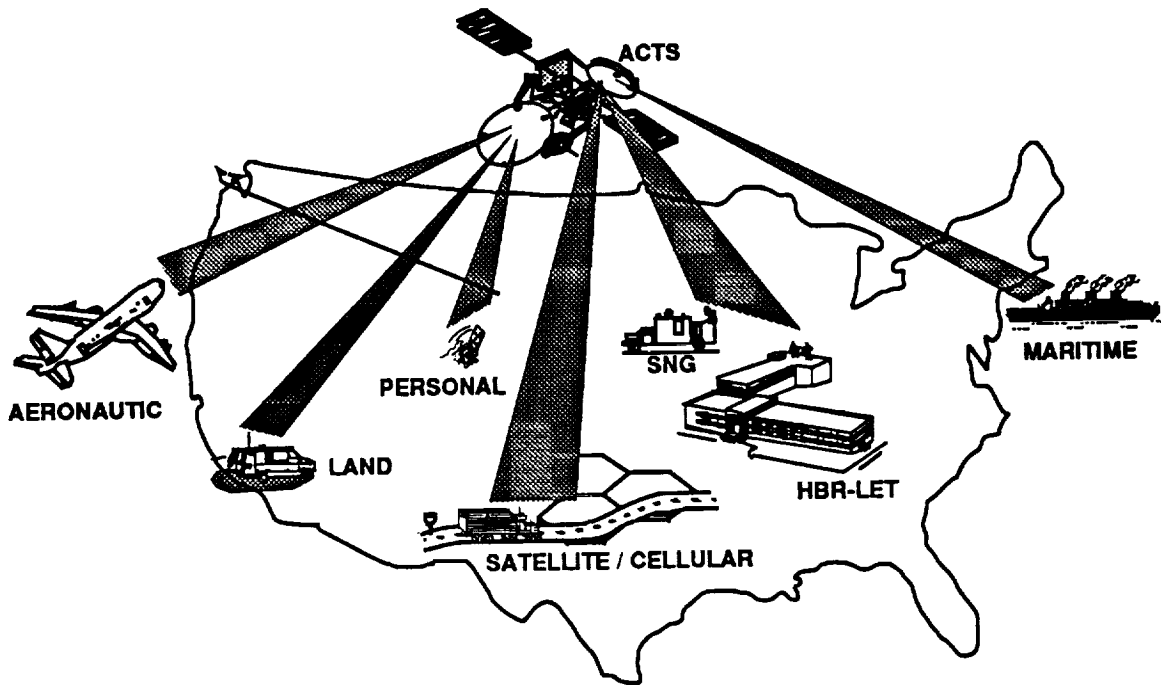 ACTS
SNG
MARITIME
PERSONAL
AERONAUTIC
LAND
HBR-LET
SATELLITE / CELLULAR